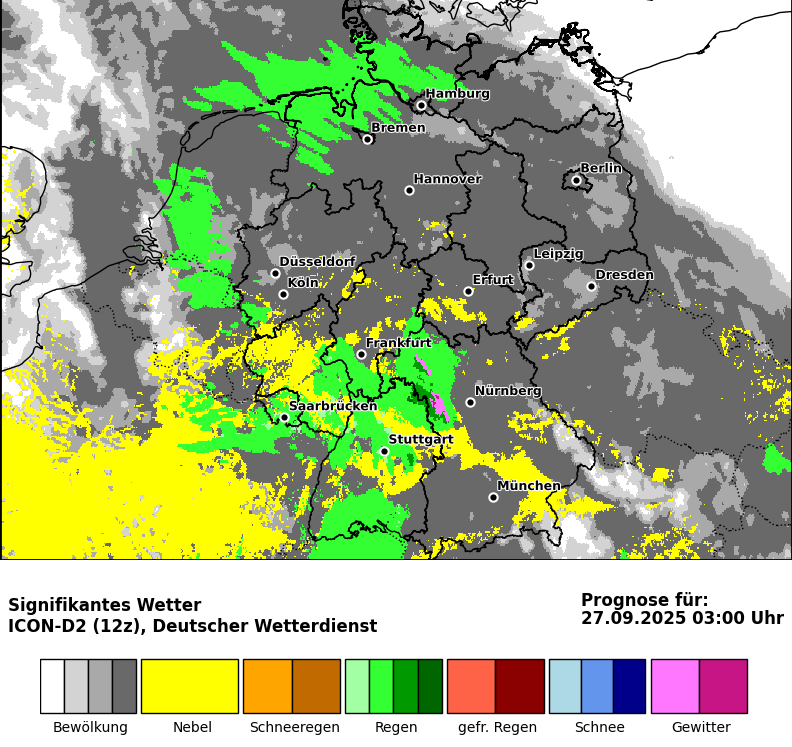 Hamburg
Bremen
Berlin
Hannover
Leipzig
Düsseldorf
Dresden
Erfurt
Köln
Frankfurt
Nürnberg
Saarbrücken
Stuttgart
München
Signifikantes Wetter
ICON-D2 (12z), Deutscher Wetterdienst
Prognose für:
27.09.2025 03:00 Uhr
Bewölkung
Nebel
Schneeregen
Regen
gefr. Regen
Schnee
Gewitter